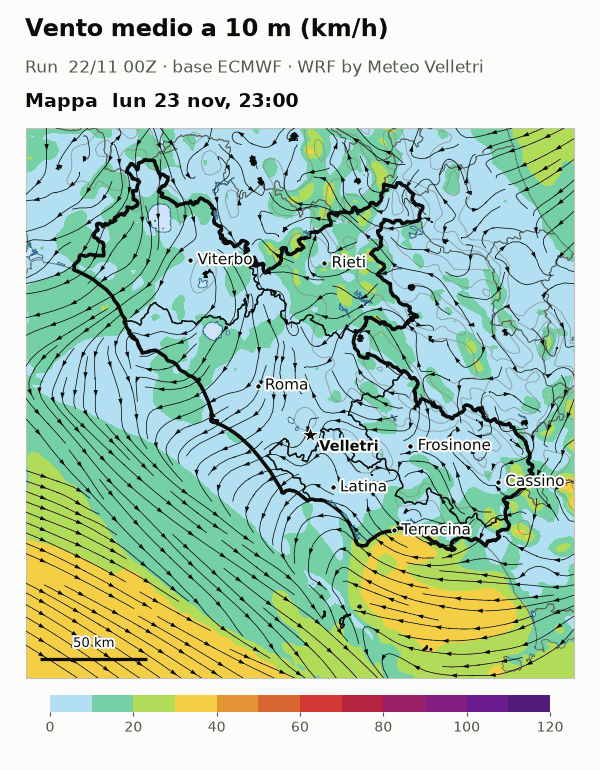 Vento medio a 10 m (km/h)
Run  22/11 00Z · base ECMWF · WRF by Meteo Velletri
Mappa  lun 23 nov, 23:00
Viterbo
Rieti
Roma
Velletri
Frosinone
Cassino
Latina
Terracina
50 km
0 20 40 60 80 100 120